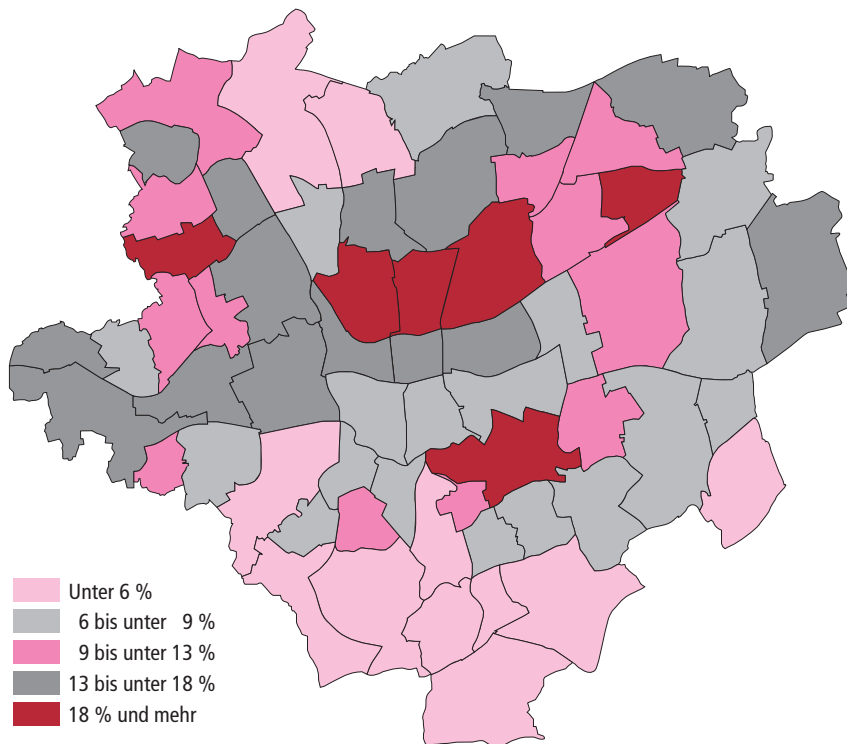 Unter 6 %
6 bis unter 9 %
9 bis unter 13 %
13 bis unter 18 %
18 % und mehr